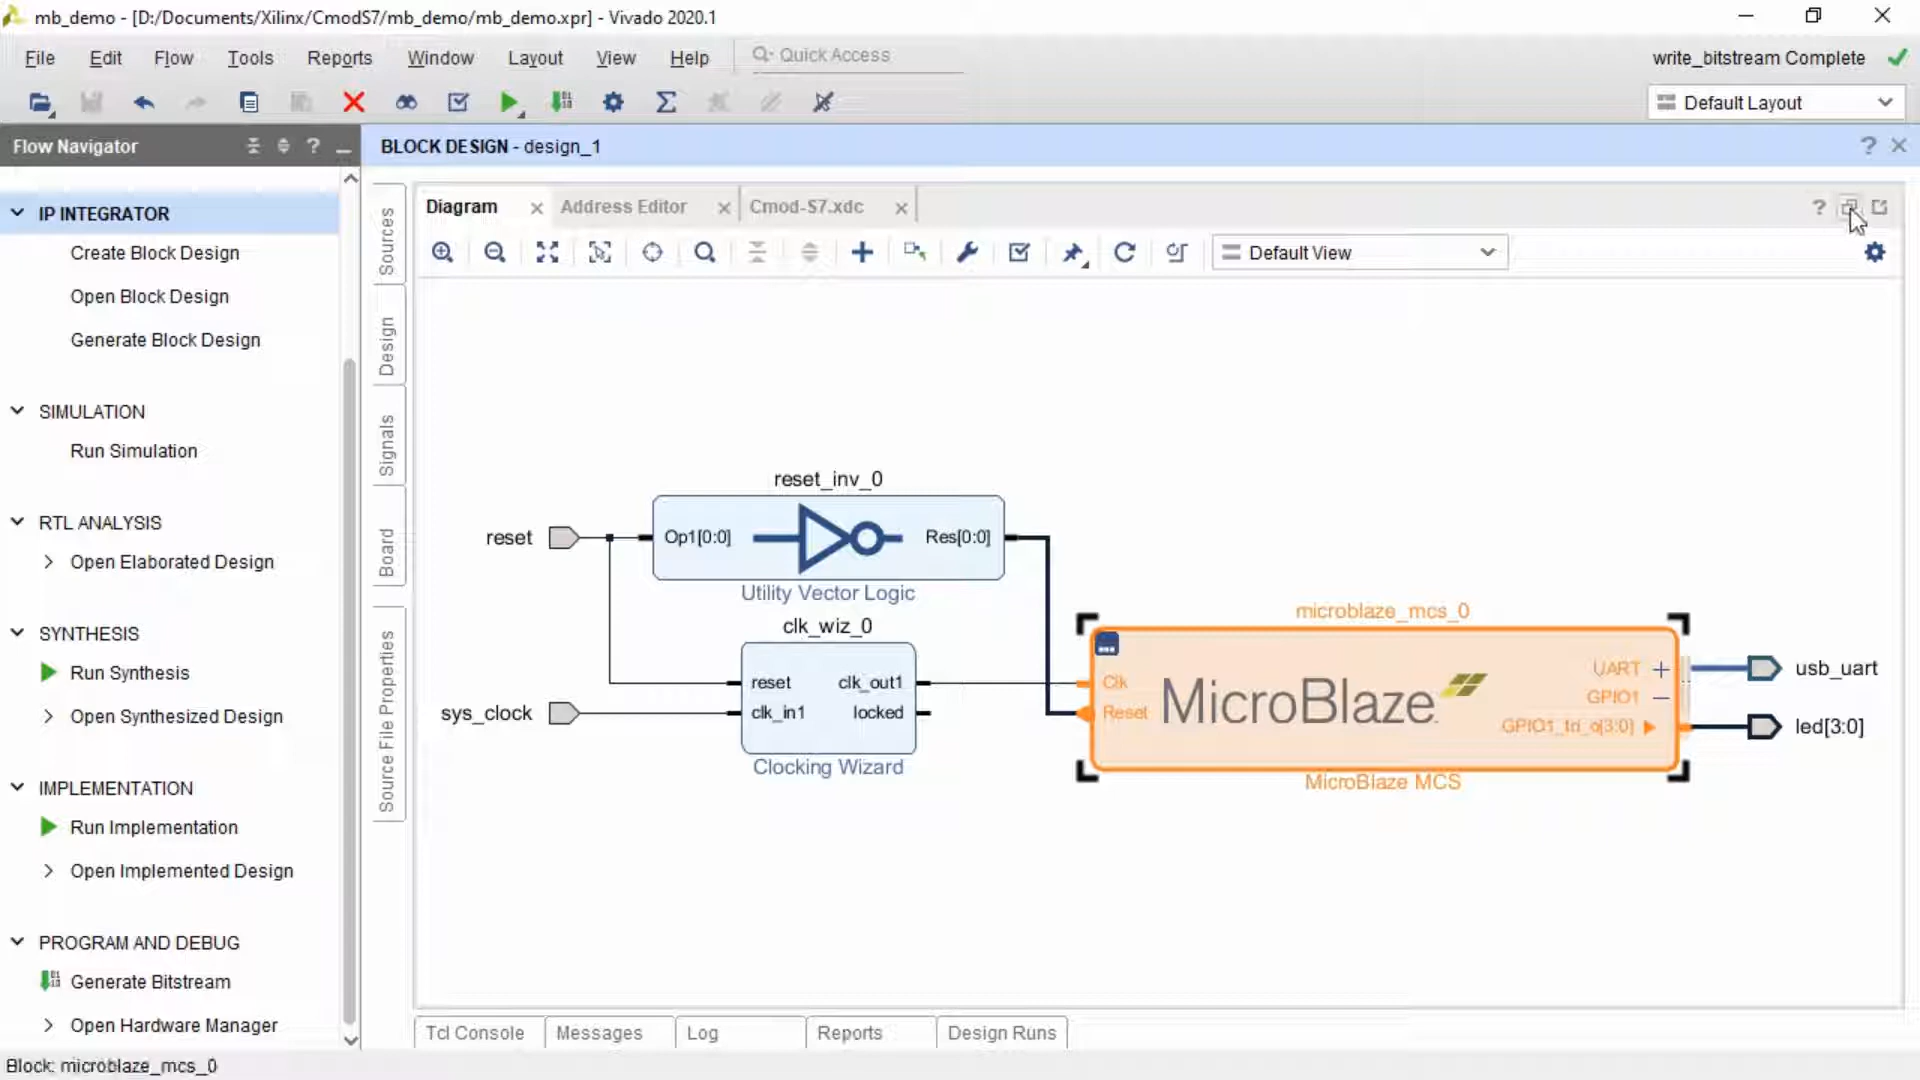 mb_demo - [D:/Documents/Xilinx/CmodS7/mb_demo/mb_demo.xpr] - Vivado 2020.1
File Edit Flow Tools Reports Window Layout View Help Quick Access
write_bitstream Complete
Default Layout
Flow Navigator
BLOCK DESIGN - design_1
IP INTEGRATOR
Create Block Design
Open Block Design
Generate Block Design
SIMULATION
Run Simulation
RTL ANALYSIS
Open Elaborated Design
SYNTHESIS
Run Synthesis
Open Synthesized Design
IMPLEMENTATION
Run Implementation
Open Implemented Design
PROGRAM AND DEBUG
Generate Bitstream
Open Hardware Manager
Sources
Design
Signals
Board
Source File Properties
Diagram Address Editor Cmod-S7.xdc
Default View
reset_inv_0
reset
Op1[0:0] Res[0:0]
Utility Vector Logic
clk_wiz_0
reset clk_out1
sys_clock
clk_in1 locked
Clocking Wizard
microblaze_mcs_0
Clk
Reset
MicroBlaze
UART
GPIO1
GPIO1_tri_o[3:0]
MicroBlaze MCS
usb_uart
led[3:0]
Tcl Console Messages Log Reports Design Runs
Block: microblaze_mcs_0